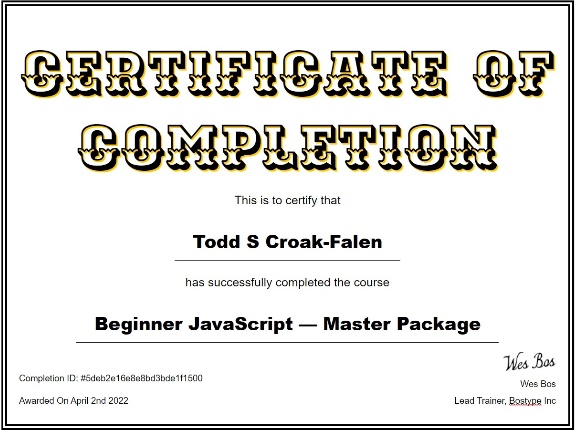 CERTIFICATE OF
COMPLETION
This is to certify that
Todd S Croak-Falen
has successfully completed the course
Beginner JavaScript — Master Package
Wes Bos
Completion ID: #5deb2e16e8e8bd3bde1f1500
Wes Bos
Awarded On April 2nd 2022
Lead Trainer, Bostype Inc